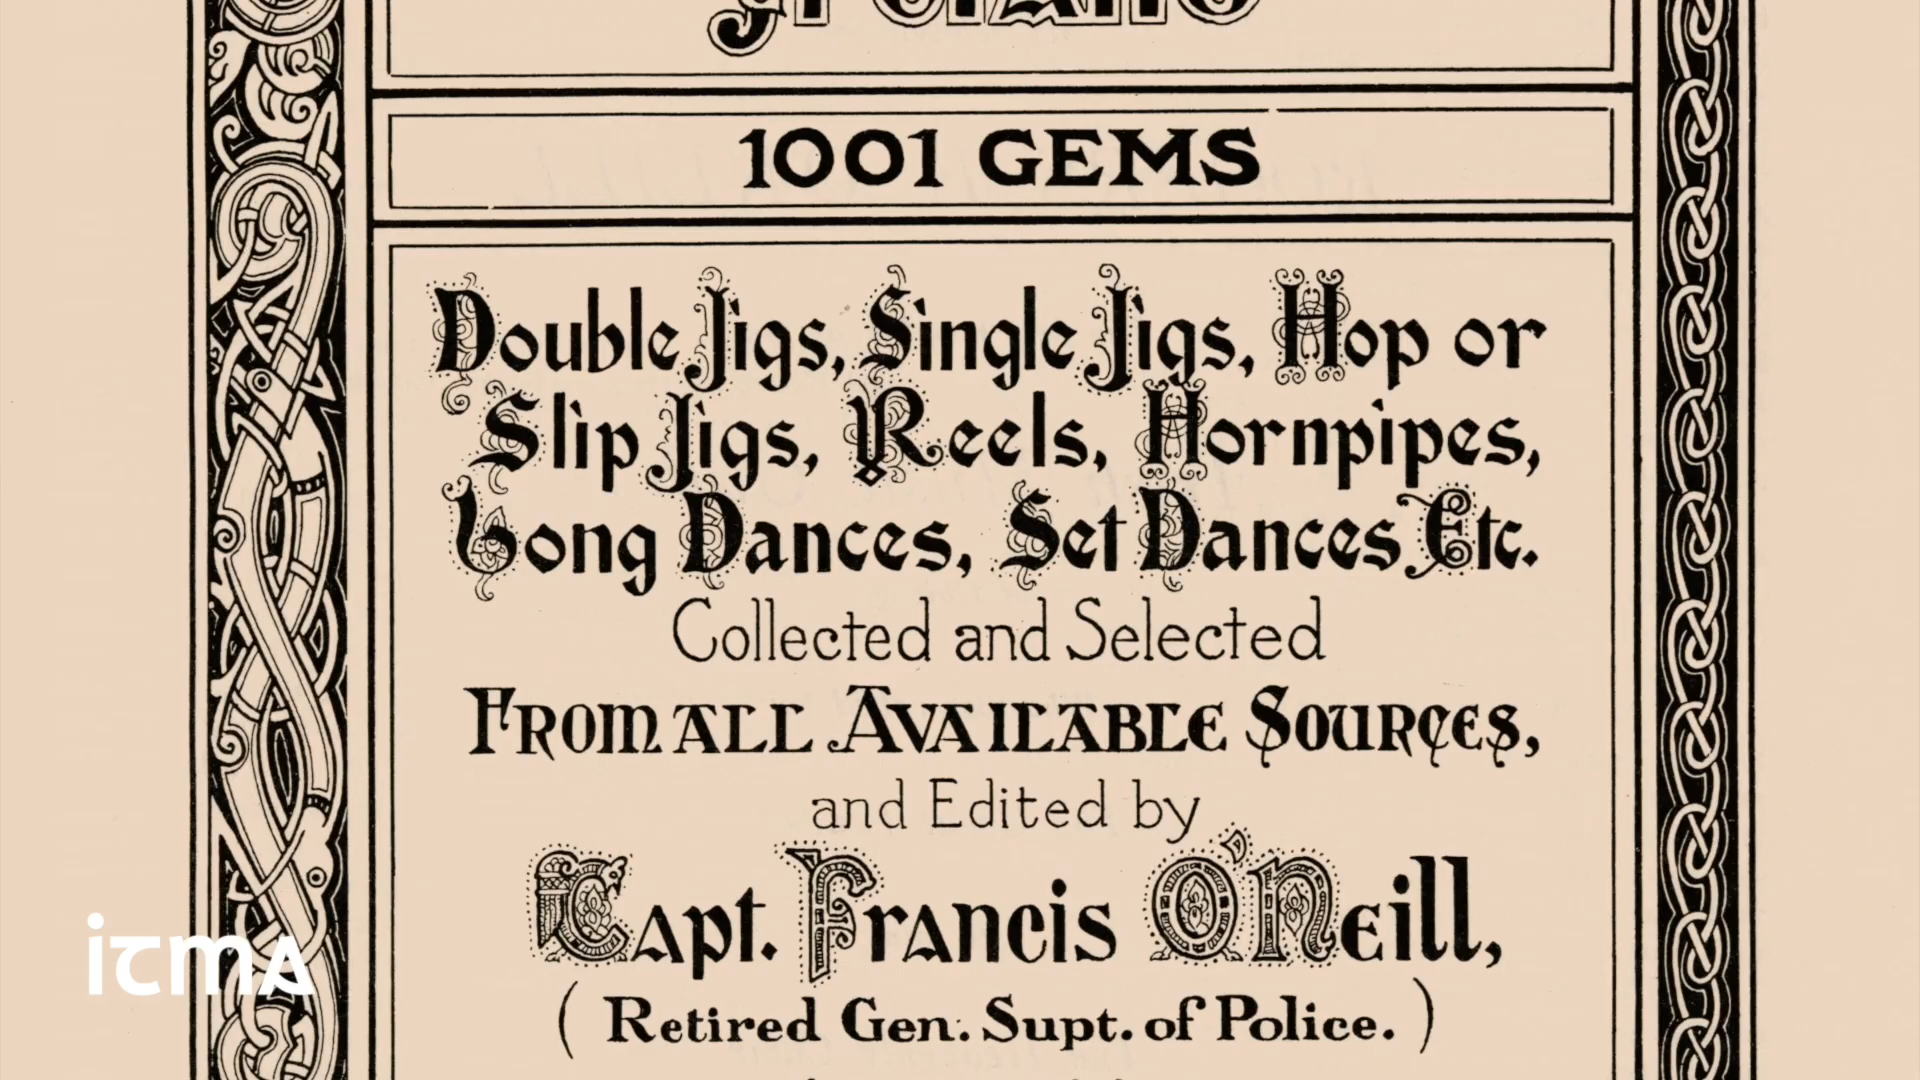 1001 GEMS
Double Jigs, Single Jigs, Hop or
Slip Jigs, Reels, Hornpipes,
Long Dances, Set Dances Etc.
Collected and Selected
FROM ALL AVAILABLE SOURCES,
and Edited by
Capt. Francis O'Neill,
( Retired Gen. Supt. of Police. )
itma